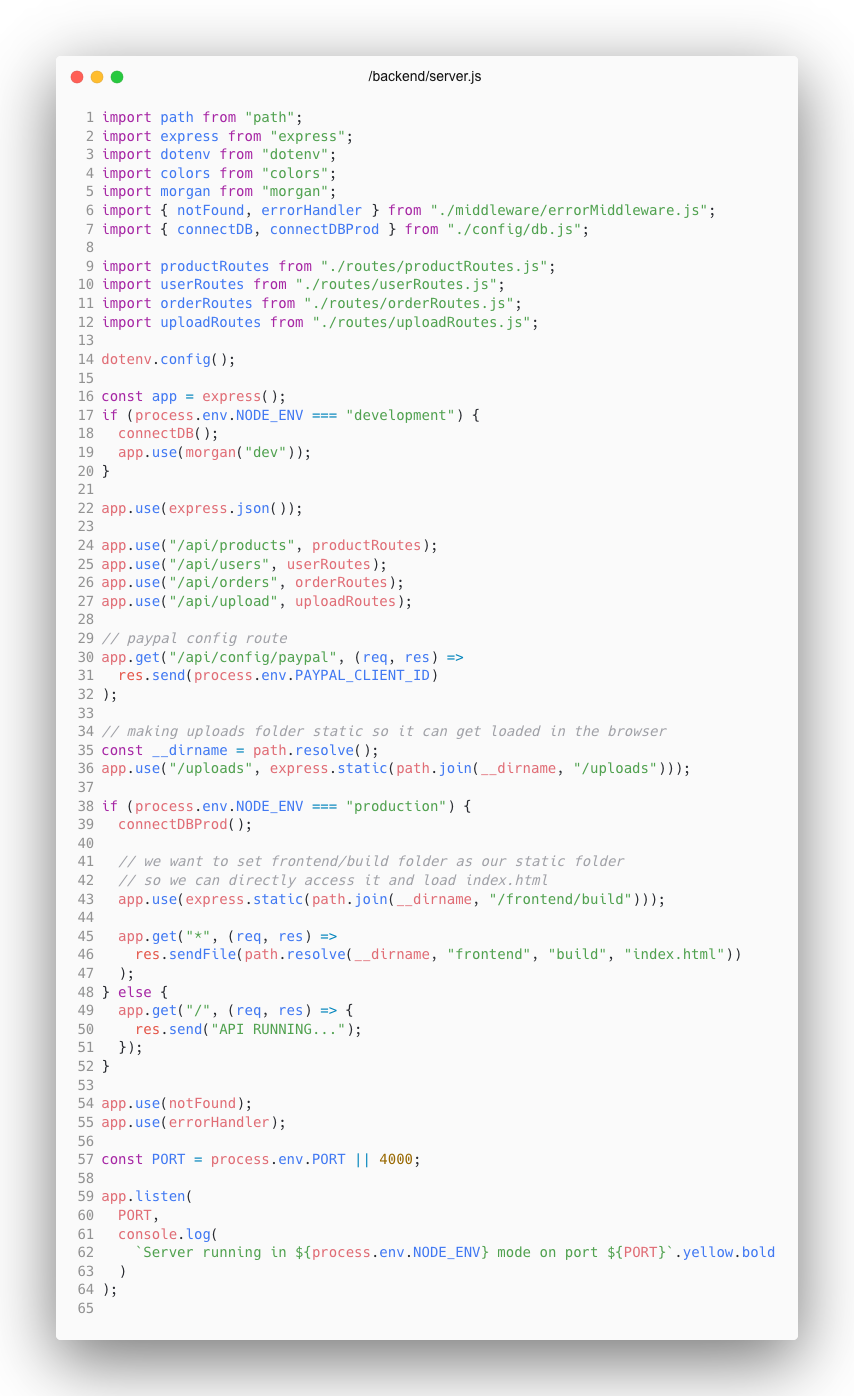 /backend/server.js
1 import path from "path";
2 import express from "express";
3 import dotenv from "dotenv";
4 import colors from "colors";
5 import morgan from "morgan";
6 import { notFound, errorHandler } from "./middleware/errorMiddleware.js";
7 import { connectDB, connectDBProd } from "./config/db.js";
8
9 import productRoutes from "./routes/productRoutes.js";
10 import userRoutes from "./routes/userRoutes.js";
11 import orderRoutes from "./routes/orderRoutes.js";
12 import uploadRoutes from "./routes/uploadRoutes.js";
13
14 dotenv.config();
15
16 const app = express();
17 if (process.env.NODE_ENV === "development") {
18   connectDB();
19   app.use(morgan("dev"));
20 }
21
22 app.use(express.json());
23
24 app.use("/api/products", productRoutes);
25 app.use("/api/users", userRoutes);
26 app.use("/api/orders", orderRoutes);
27 app.use("/api/upload", uploadRoutes);
28
29 // paypal config route
30 app.get("/api/config/paypal", (req, res) =>
31   res.send(process.env.PAYPAL_CLIENT_ID)
32 );
33
34 // making uploads folder static so it can get loaded in the browser
35 const __dirname = path.resolve();
36 app.use("/uploads", express.static(path.join(__dirname, "/uploads")));
37
38 if (process.env.NODE_ENV === "production") {
39   connectDBProd();
40
41   // we want to set frontend/build folder as our static folder
42   // so we can directly access it and load index.html
43   app.use(express.static(path.join(__dirname, "/frontend/build")));
44
45   app.get("*", (req, res) =>
46     res.sendFile(path.resolve(__dirname, "frontend", "build", "index.html"))
47   );
48 } else {
49   app.get("/", (req, res) => {
50     res.send("API RUNNING...");
51   });
52 }
53
54 app.use(notFound);
55 app.use(errorHandler);
56
57 const PORT = process.env.PORT || 4000;
58
59 app.listen(
60   PORT,
61   console.log(
62     `Server running in ${process.env.NODE_ENV} mode on port ${PORT}`.yellow.bold
63   )
64 );
65